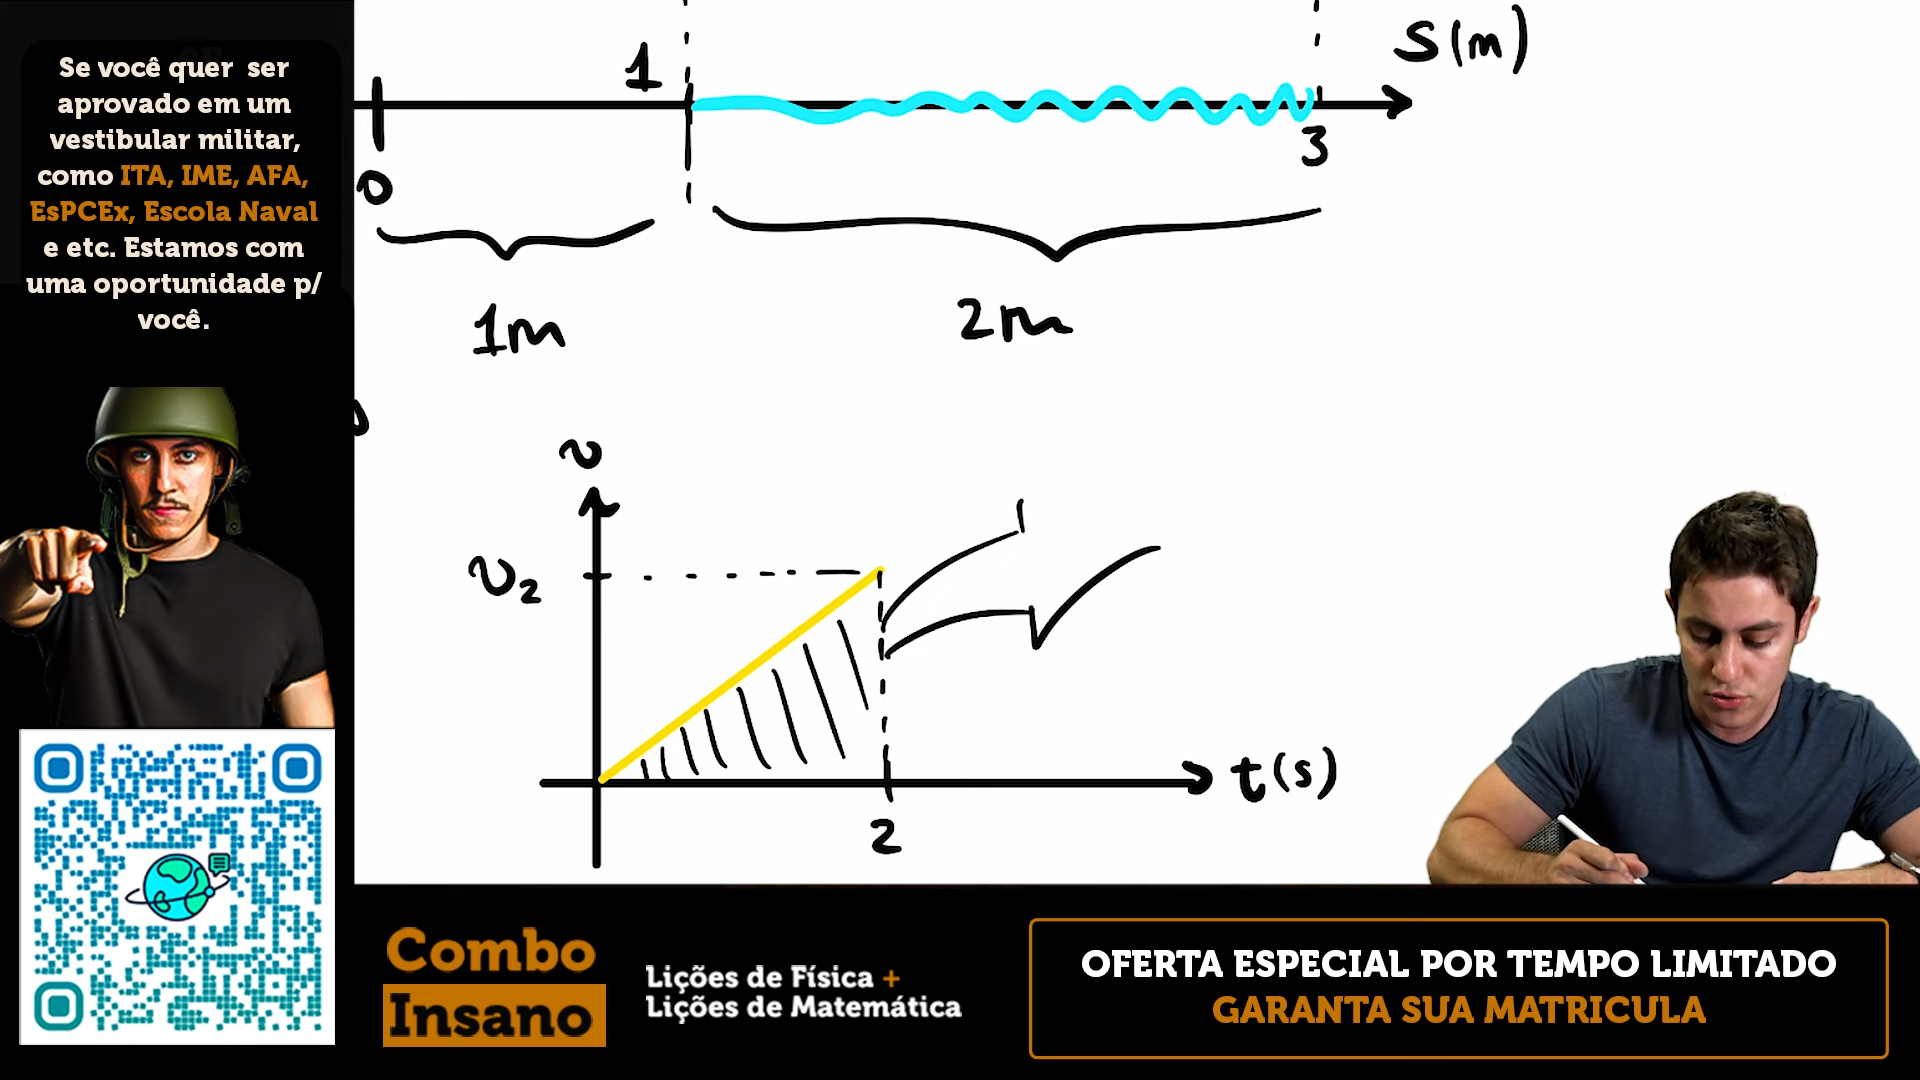 Se você quer ser
aprovado em um
vestibular militar,
como ITA, IME, AFA,
EsPCEx, Escola Naval
e etc. Estamos com
uma oportunidade p/
você.
S(m)
1
3
0
1m
2m
v
v₂
t(s)
2
Combo
Insano
Lições de Física +
Lições de Matemática
OFERTA ESPECIAL POR TEMPO LIMITADO
GARANTA SUA MATRICULA